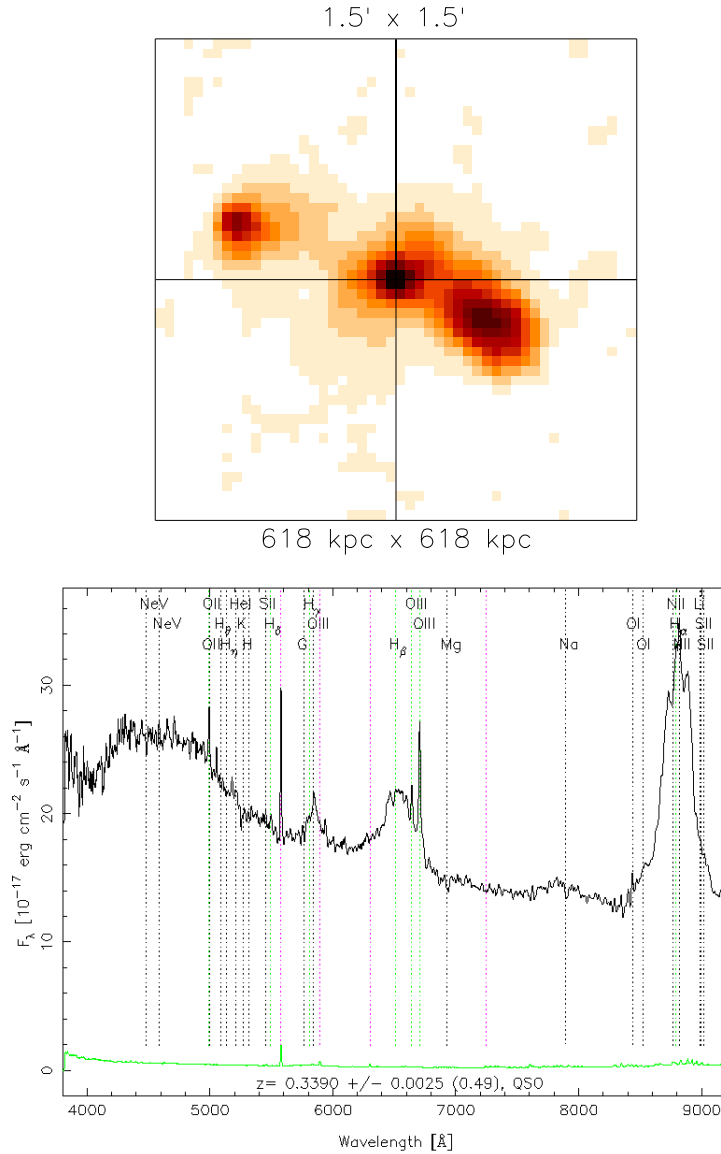 1.5' x 1.5'
618 kpc x 618 kpc
NeV OII HeI SII Hγ OIII NII Li
NeV Hθ K Hδ OIII OI Hα SII
OII Hη H G Hβ OIII Mg Na OI NII SII
30
20
10
0
Fλ [10⁻¹⁷ erg cm⁻² s⁻¹ Å⁻¹]
z= 0.3390 +/- 0.0025 (0.49), QSO
4000 5000 6000 7000 8000 9000
Wavelength [Å]